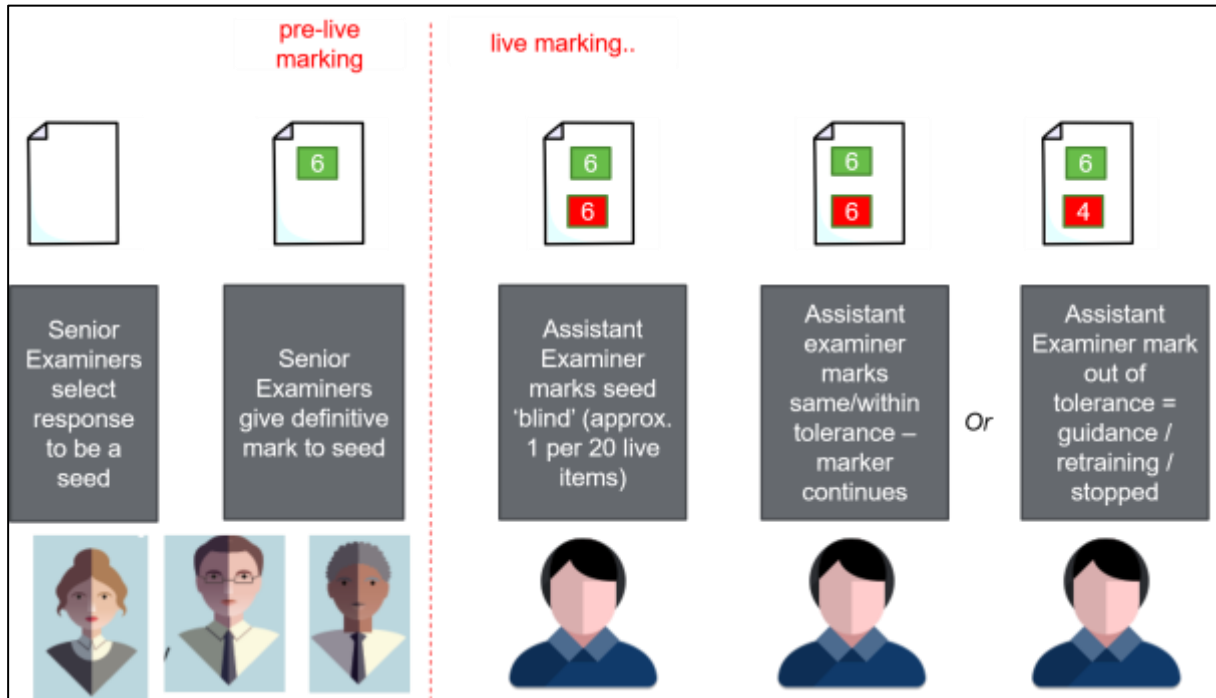 pre-live
marking
live marking..
6
6
6
6
6
6
4
Senior
Examiners
select
response
to be a
seed
Senior
Examiners
give definitive
mark to seed
Assistant
Examiner
marks seed
‘blind’ (approx.
1 per 20 live
items)
Assistant
examiner
marks
same/within
tolerance –
marker
continues
Or
Assistant
Examiner mark
out of
tolerance =
guidance /
retraining /
stopped